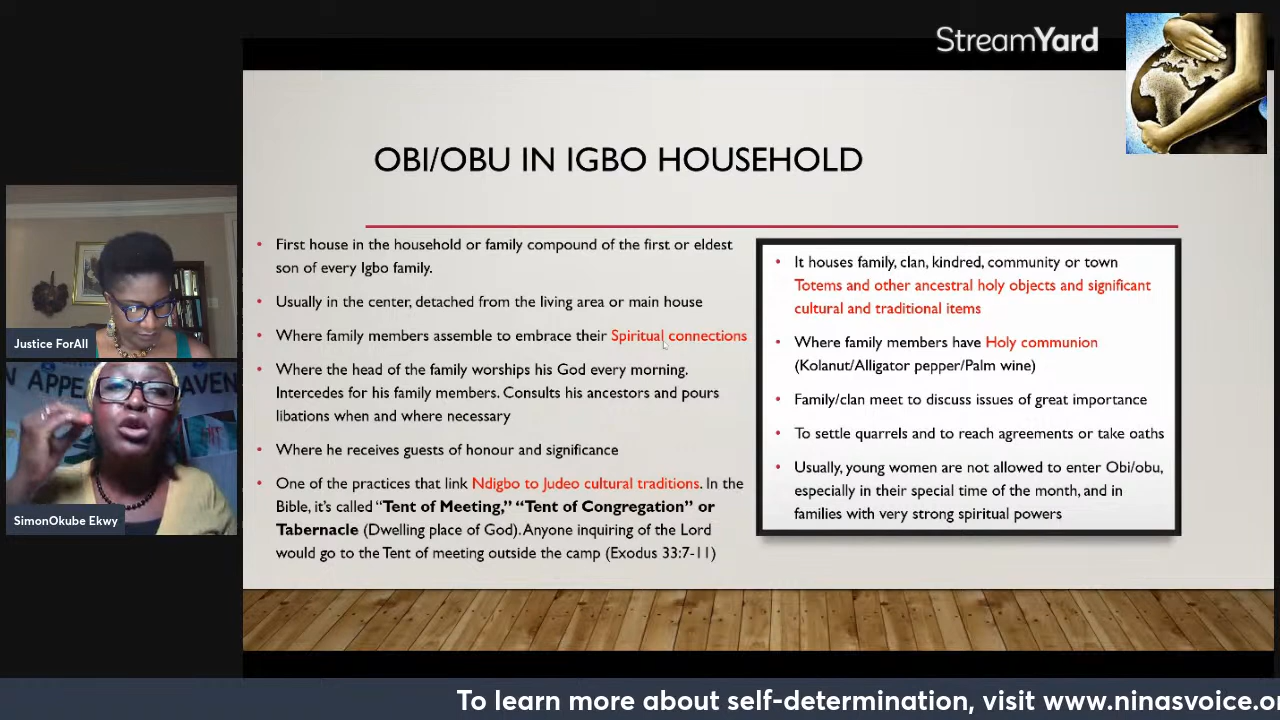 StreamYard
OBI/OBU IN IGBO HOUSEHOLD
• First house in the household or family compound of the first or eldest
son of every Igbo family.
• Usually in the center, detached from the living area or main house
• Where family members assemble to embrace their Spiritual connections
• Where the head of the family worships his God every morning.
Intercedes for his family members. Consults his ancestors and pours
libations when and where necessary
• Where he receives guests of honour and significance
• One of the practices that link Ndigbo to Judeo cultural traditions. In the
Bible, it's called “Tent of Meeting,” “Tent of Congregation” or
Tabernacle (Dwelling place of God). Anyone inquiring of the Lord
would go to the Tent of meeting outside the camp (Exodus 33:7-11)
• It houses family, clan, kindred, community or town
Totems and other ancestral holy objects and significant
cultural and traditional items
• Where family members have Holy communion
(Kolanut/Alligator pepper/Palm wine)
• Family/clan meet to discuss issues of great importance
• To settle quarrels and to reach agreements or take oaths
• Usually, young women are not allowed to enter Obi/obu,
especially in their special time of the month, and in
families with very strong spiritual powers
Justice ForAll
N APPE
AVEN
SimonOkube Ekwy
To learn more about self-determination, visit www.ninasvoice.o